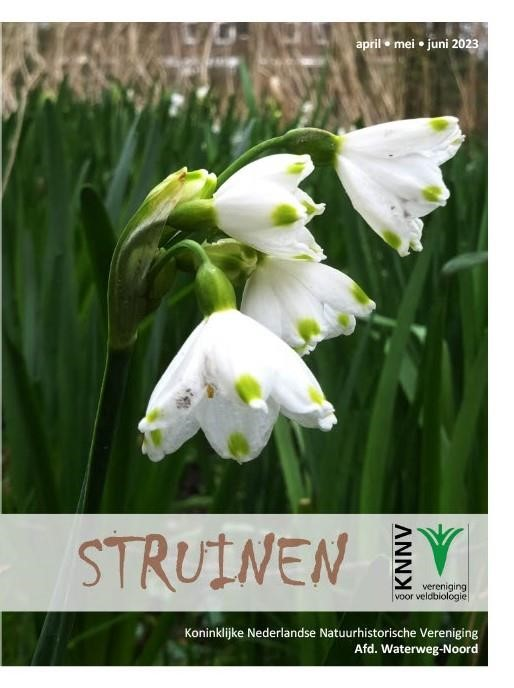 april • mei • juni 2023
STRUINEN
KNNV
vereniging
voor veldbiologie
Koninklijke Nederlandse Natuurhistorische Vereniging
Afd. Waterweg-Noord